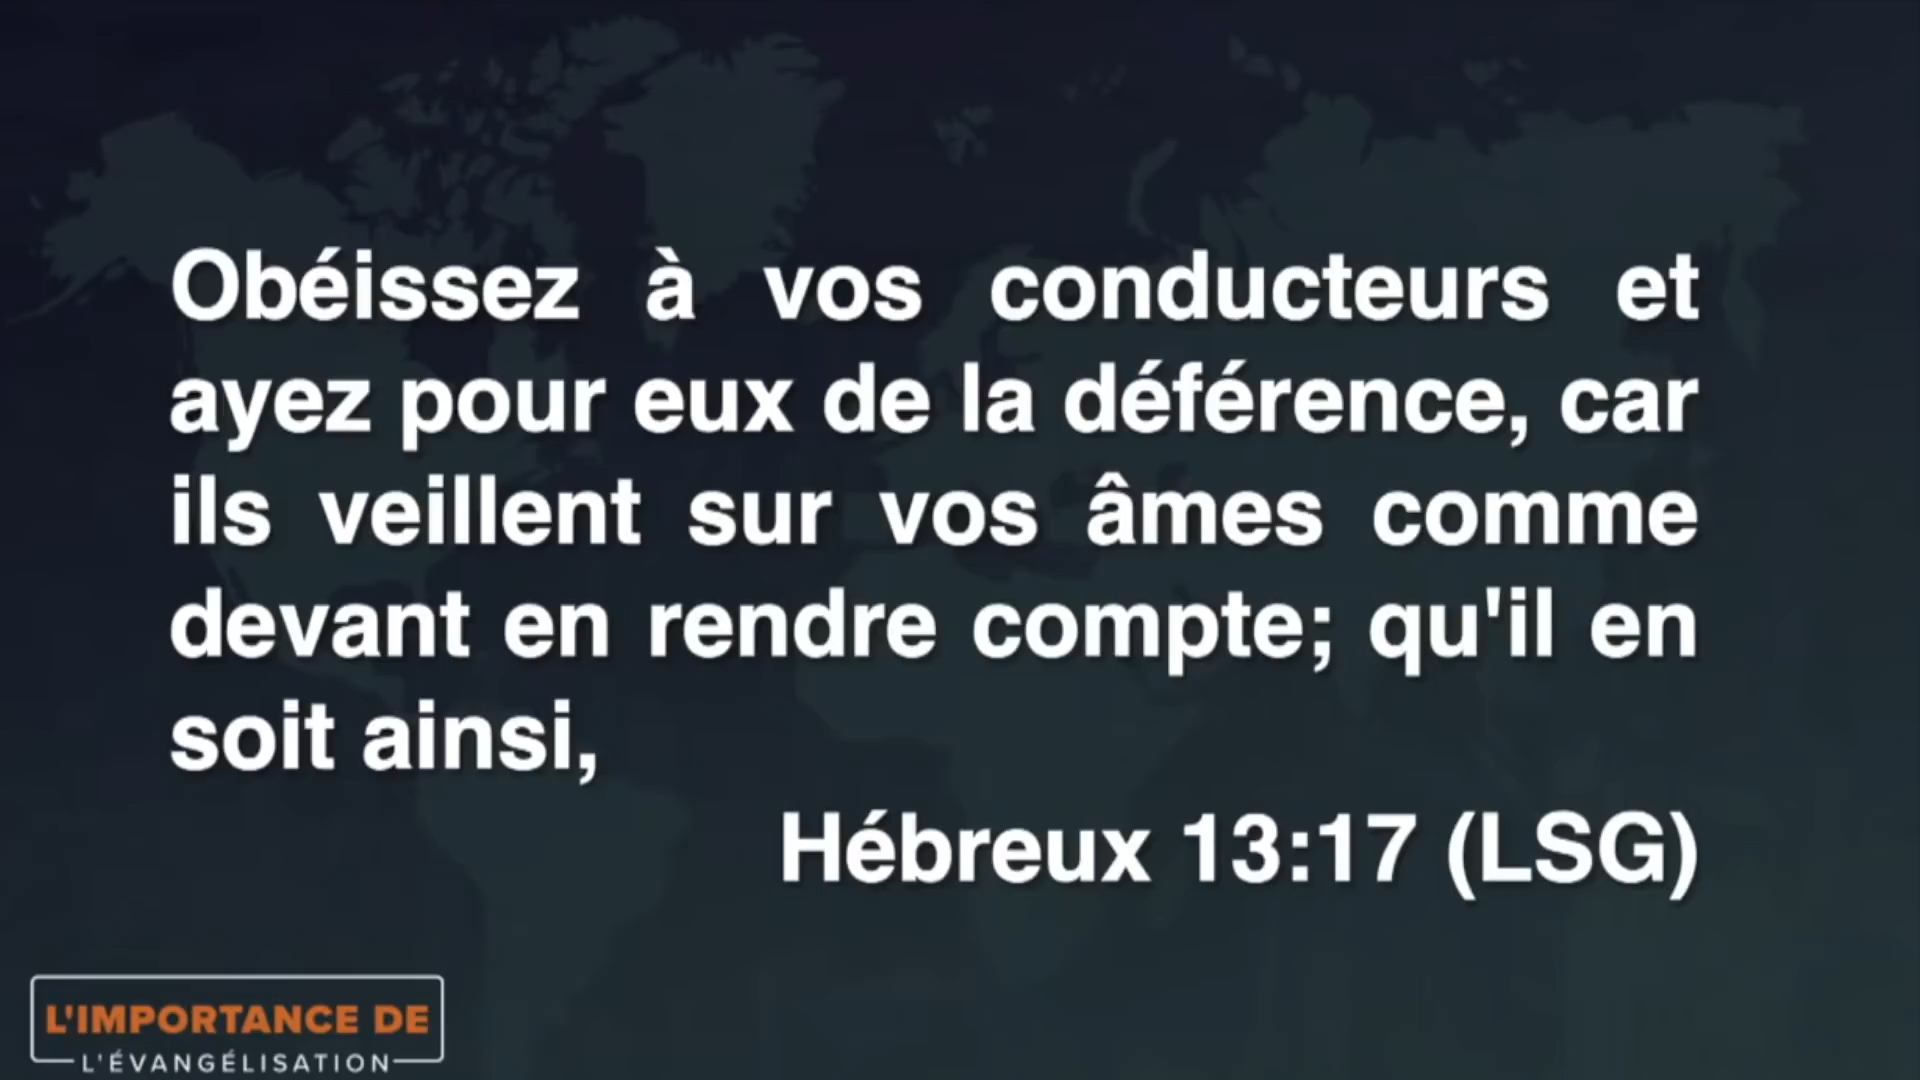 Obéissez à vos conducteurs et
ayez pour eux de la déférence, car
ils veillent sur vos âmes comme
devant en rendre compte; qu'il en
soit ainsi,
Hébreux 13:17 (LSG)
L'IMPORTANCE DE
L'ÉVANGÉLISATION